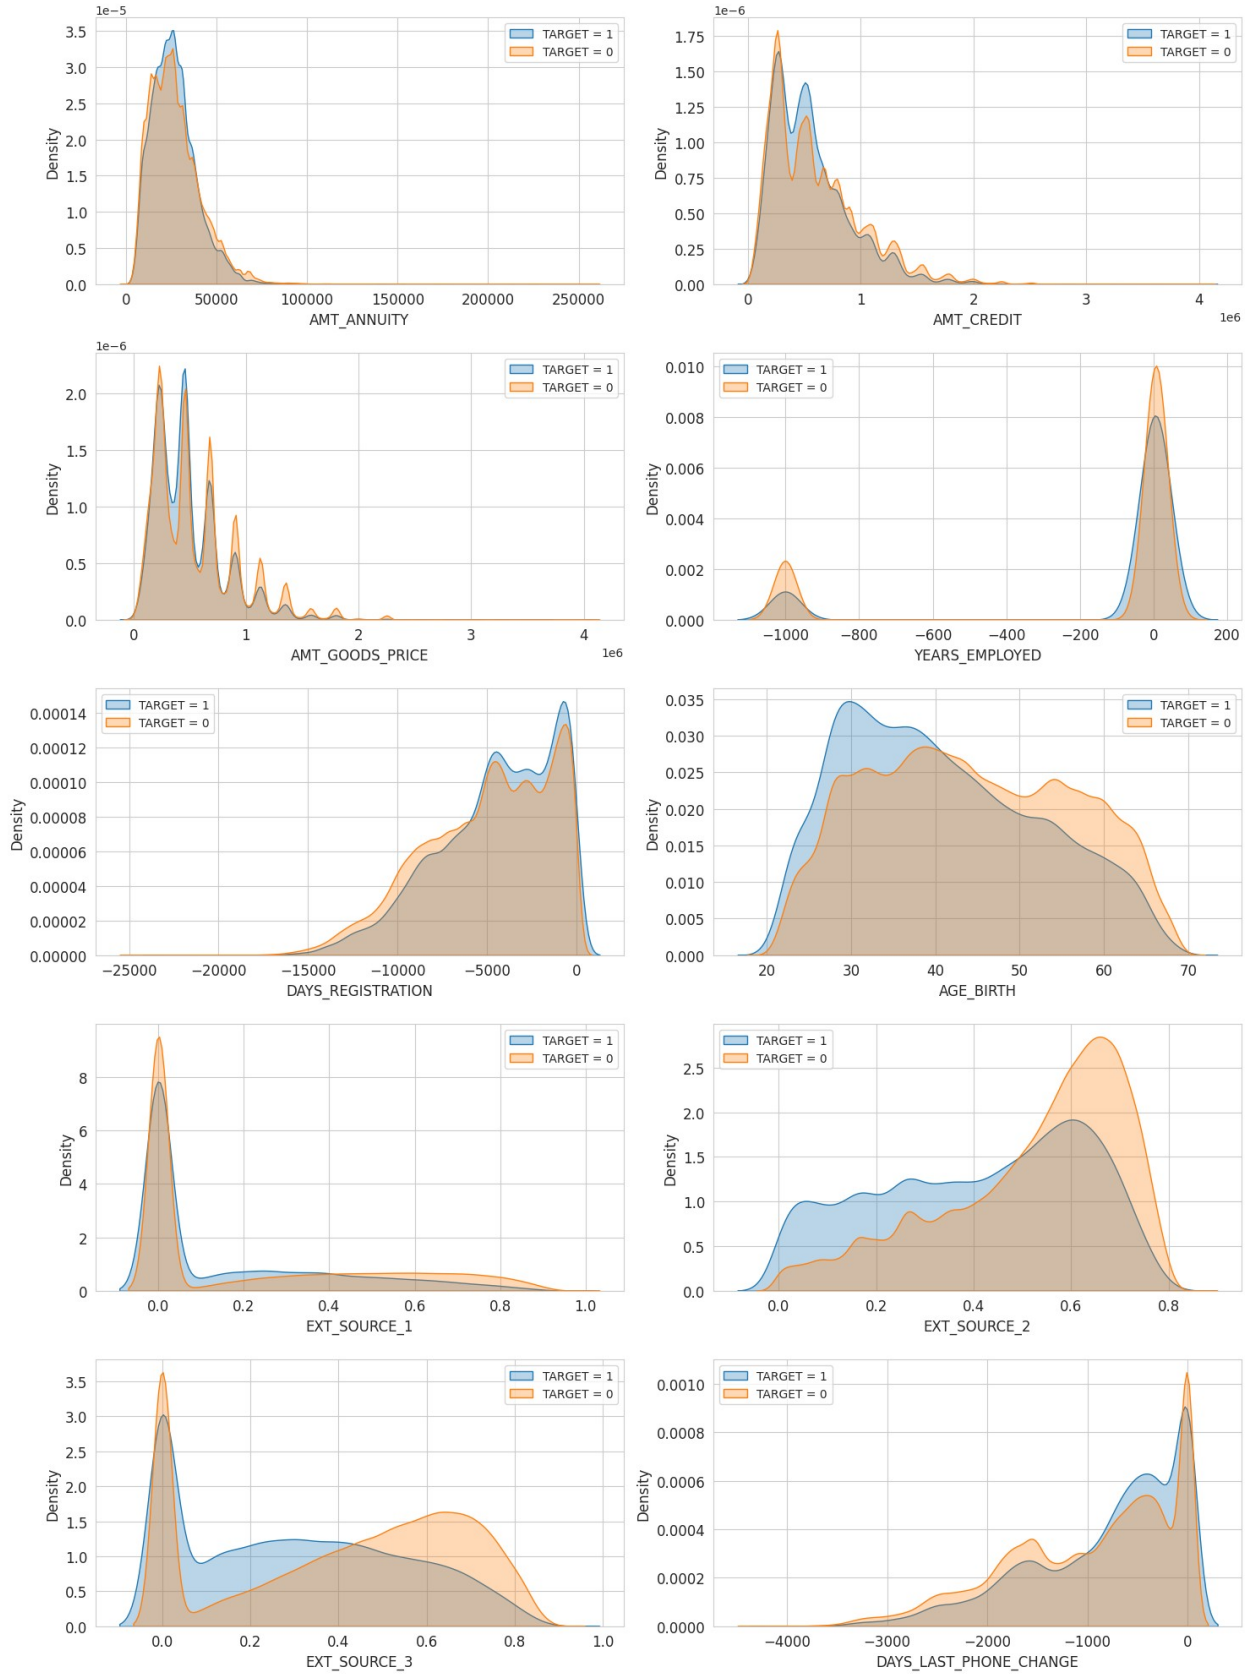 1e−5
3.5
3.0
2.5
2.0
1.5
1.0
0.5
0.0
Density
TARGET = 1
TARGET = 0
0 50000 100000 150000 200000 250000
AMT_ANNUITY
1e−6
1.75
1.50
1.25
1.00
0.75
0.50
0.25
0.00
Density
TARGET = 1
TARGET = 0
0 1 2 3 4
1e6
AMT_CREDIT
1e−6
2.0
1.5
1.0
0.5
0.0
Density
TARGET = 1
TARGET = 0
0 1 2 3 4
1e6
AMT_GOODS_PRICE
0.010
0.008
0.006
0.004
0.002
0.000
Density
TARGET = 1
TARGET = 0
−1000 −800 −600 −400 −200 0 200
YEARS_EMPLOYED
0.00014
0.00012
0.00010
0.00008
0.00006
0.00004
0.00002
0.00000
Density
TARGET = 1
TARGET = 0
−25000 −20000 −15000 −10000 −5000 0
DAYS_REGISTRATION
0.035
0.030
0.025
0.020
0.015
0.010
0.005
0.000
Density
TARGET = 1
TARGET = 0
20 30 40 50 60 70
AGE_BIRTH
8
6
4
2
0
Density
TARGET = 1
TARGET = 0
0.0 0.2 0.4 0.6 0.8 1.0
EXT_SOURCE_1
2.5
2.0
1.5
1.0
0.5
0.0
Density
TARGET = 1
TARGET = 0
0.0 0.2 0.4 0.6 0.8
EXT_SOURCE_2
3.5
3.0
2.5
2.0
1.5
1.0
0.5
0.0
Density
TARGET = 1
TARGET = 0
0.0 0.2 0.4 0.6 0.8 1.0
EXT_SOURCE_3
0.0010
0.0008
0.0006
0.0004
0.0002
0.0000
Density
TARGET = 1
TARGET = 0
−4000 −3000 −2000 −1000 0
DAYS_LAST_PHONE_CHANGE